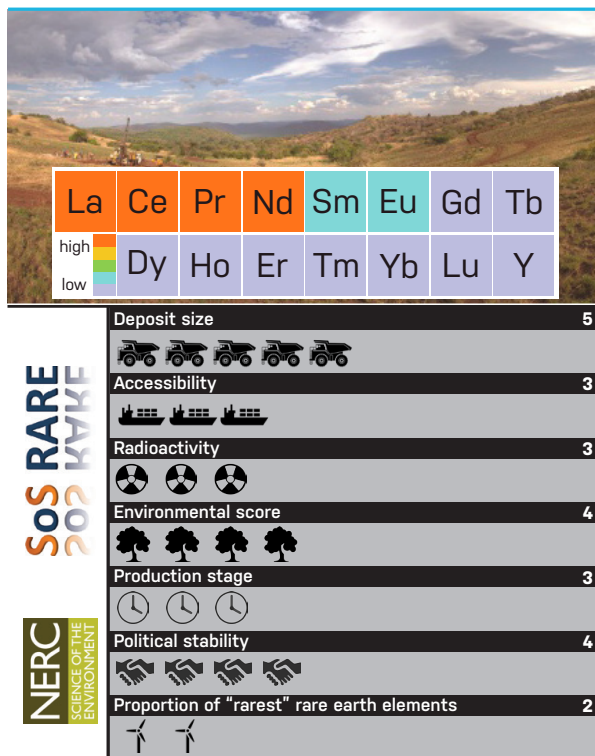 La Ce Pr Nd Sm Eu Gd Tb
high
low
Dy Ho Er Tm Yb Lu Y
Deposit size 5
Accessibility 3
Radioactivity 3
Environmental score 4
Production stage 3
Political stability 4
Proportion of “rarest” rare earth elements 2
SoS RARE
NERC
SCIENCE OF THE
ENVIRONMENT